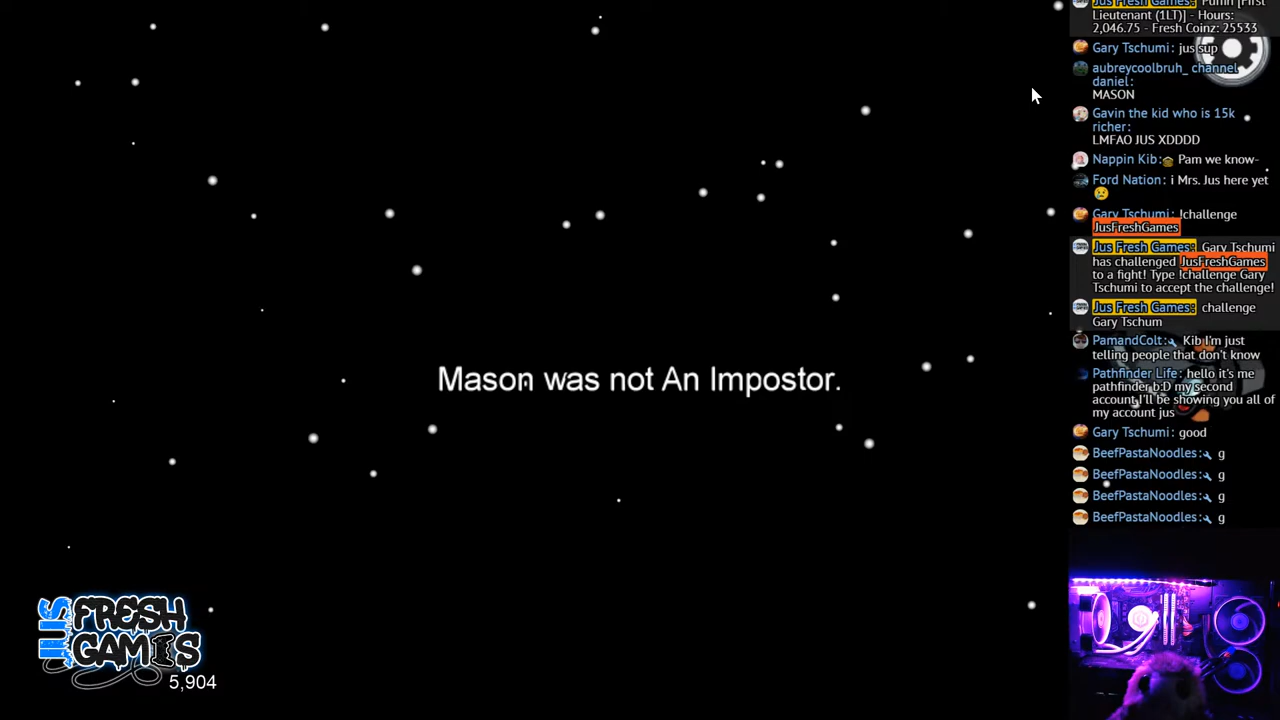 Jus Fresh Games:
Lieutenant (1LT)] - Hours:
2,046.75 - Fresh Coinz: 25533
Gary Tschumi: jus sup
aubreycoolbruh_ channel
daniel:
MASON
Gavin the kid who is 15k
richer:
LMFAO JUS XDDDD
Nappin Kib: Pam we know-
Ford Nation: i Mrs. Jus here yet
Gary Tschumi: !challenge
JusFreshGames
Jus Fresh Games: Gary Tschumi
has challenged JusFreshGames
to a fight! Type !challenge Gary
Tschumi to accept the challenge!
Jus Fresh Games: challenge
Gary Tschum
PamandColt: Kib I'm just
telling people that don't know
Pathfinder Life: hello it's me
pathfinder b:D my second
account I'll be showing you all of
my account jus
Gary Tschumi: good
BeefPastaNoodles: g
BeefPastaNoodles: g
BeefPastaNoodles: g
BeefPastaNoodles: g
Mason was not An Impostor.
JUS
FRESH
GAMES
5,904